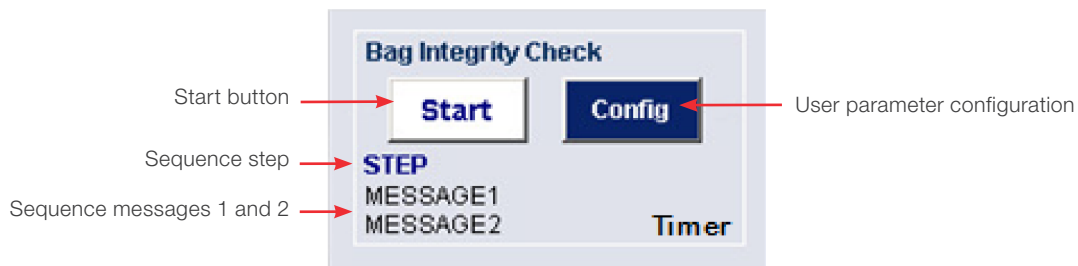 Bag Integrity Check
Start button
Start
Config
User parameter configuration
Sequence step
STEP
Sequence messages 1 and 2
MESSAGE1
MESSAGE2
Timer